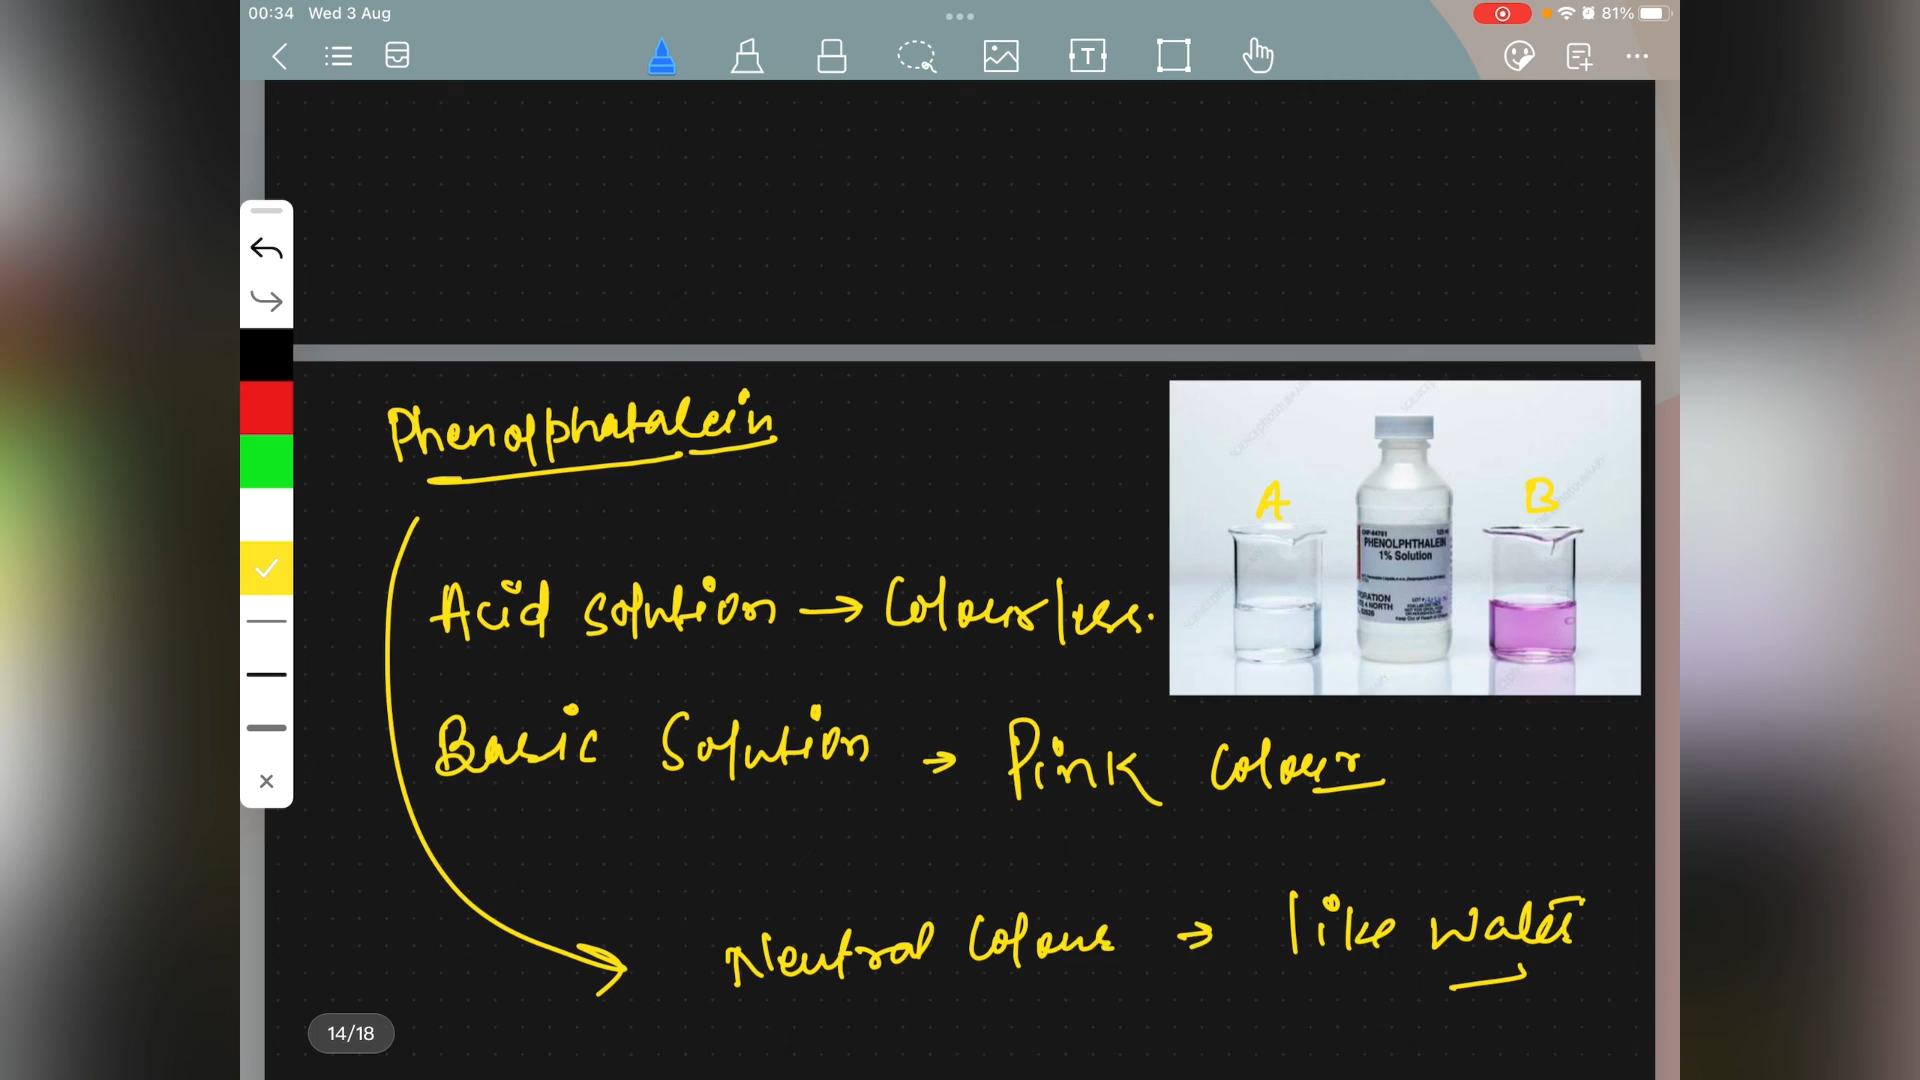 00:34 Wed 3 Aug
81%
Phenolphatalein
A
B
PHENOLPHTHALEIN
1% Solution
Acid solution → Colourless.
Basic Solution → Pink Colour
Neutral Colour → like water
14/18